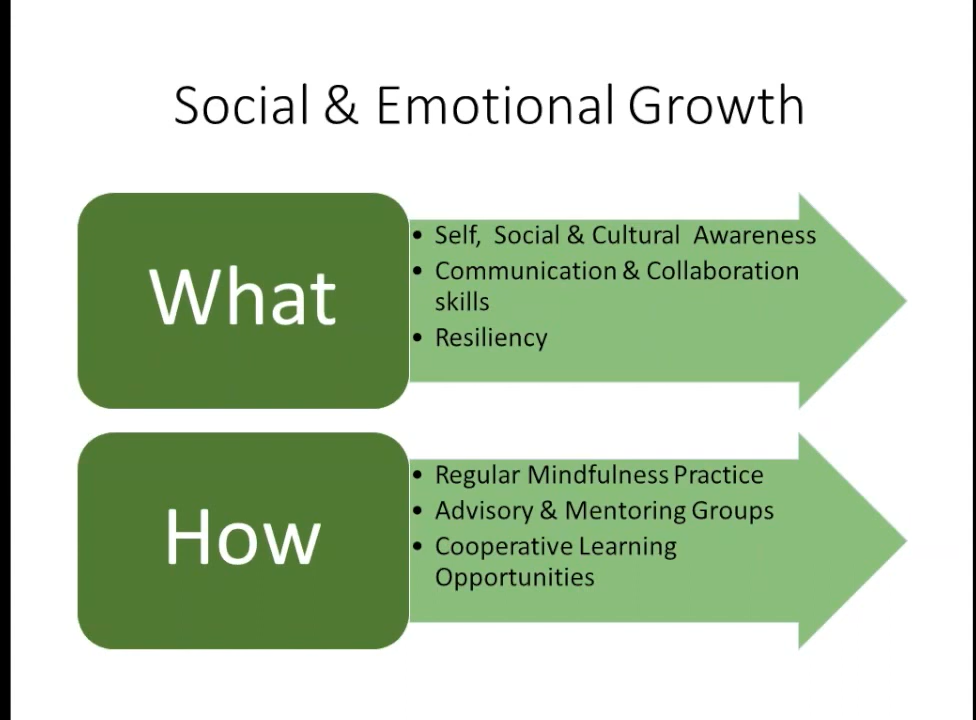 Social & Emotional Growth
What
• Self, Social & Cultural Awareness
• Communication & Collaboration
skills
• Resiliency
How
• Regular Mindfulness Practice
• Advisory & Mentoring Groups
• Cooperative Learning
Opportunities